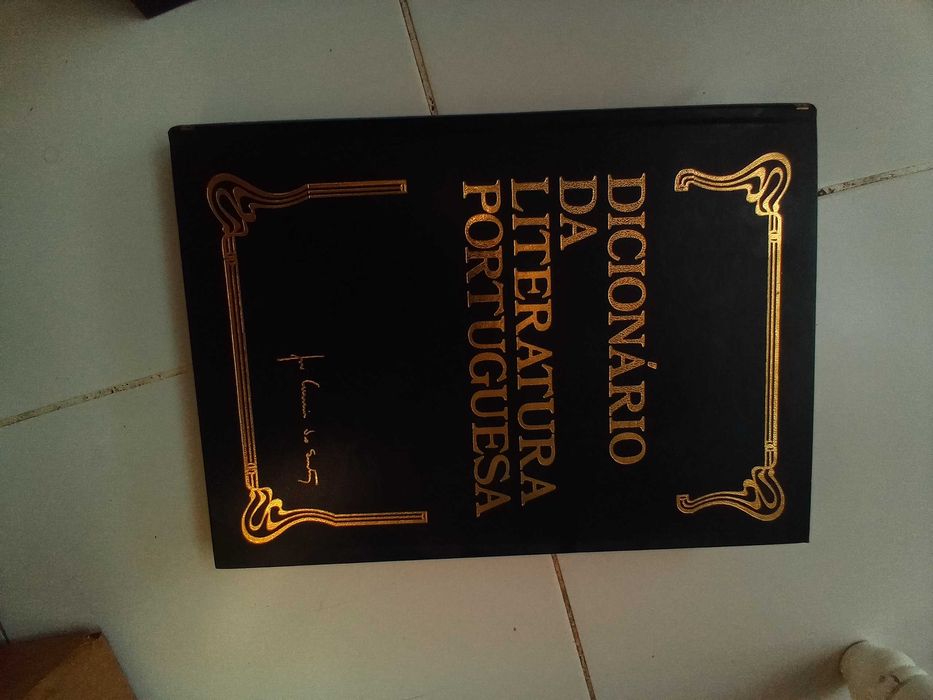 DICIONÁRIO
DA
LITERATURA
PORTUGUESA